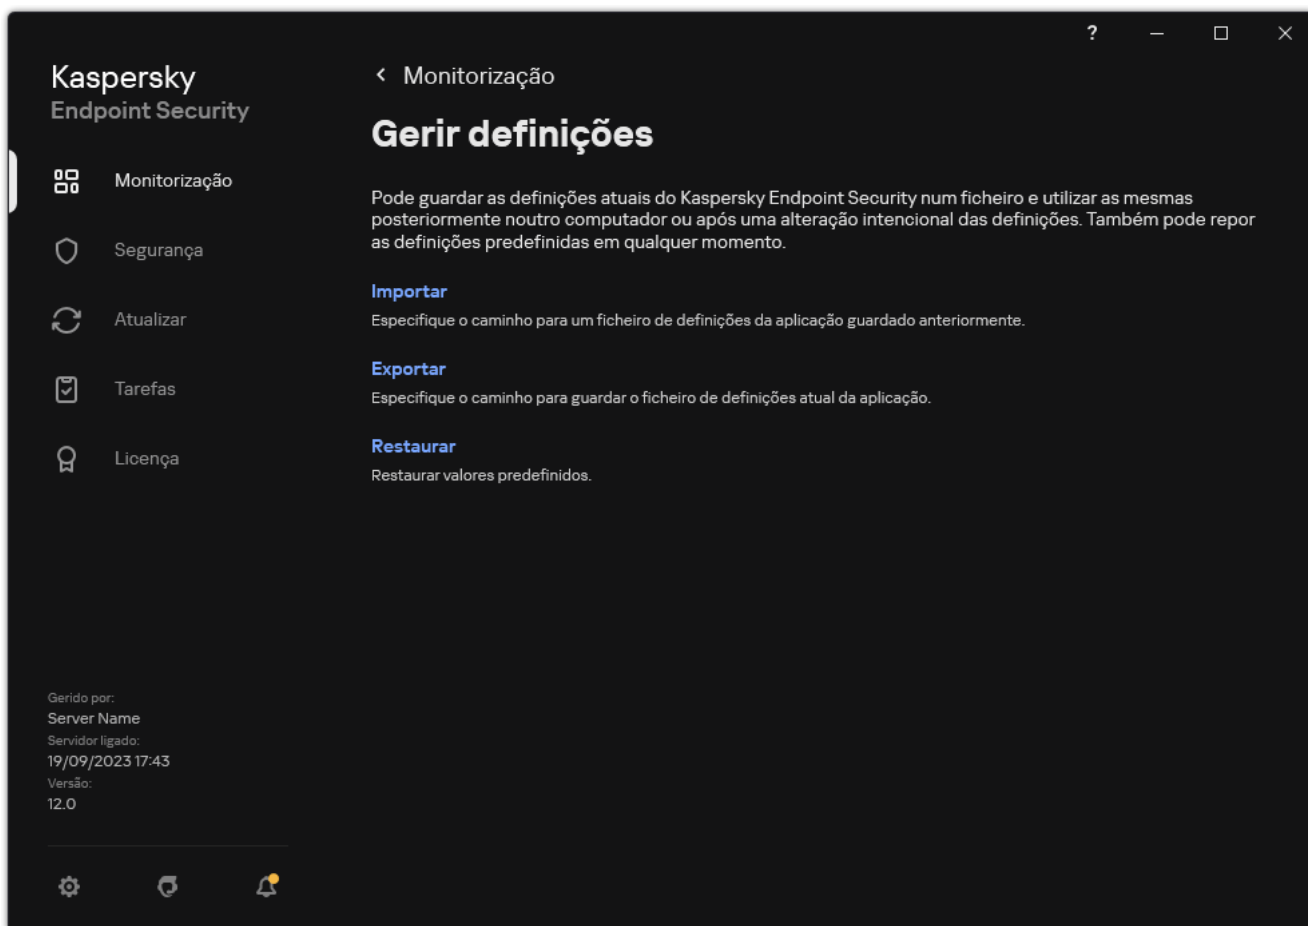 ?
Kaspersky
Endpoint Security
Monitorização
Segurança
Atualizar
Tarefas
Licença
Gerido por:
Server Name
Servidor ligado:
19/09/2023 17:43
Versão:
12.0
Monitorização
Gerir definições
Pode guardar as definições atuais do Kaspersky Endpoint Security num ficheiro e utilizar as mesmas
posteriormente noutro computador ou após uma alteração intencional das definições. Também pode repor
as definições predefinidas em qualquer momento.
Importar
Especifique o caminho para um ficheiro de definições da aplicação guardado anteriormente.
Exportar
Especifique o caminho para guardar o ficheiro de definições atual da aplicação.
Restaurar
Restaurar valores predefinidos.